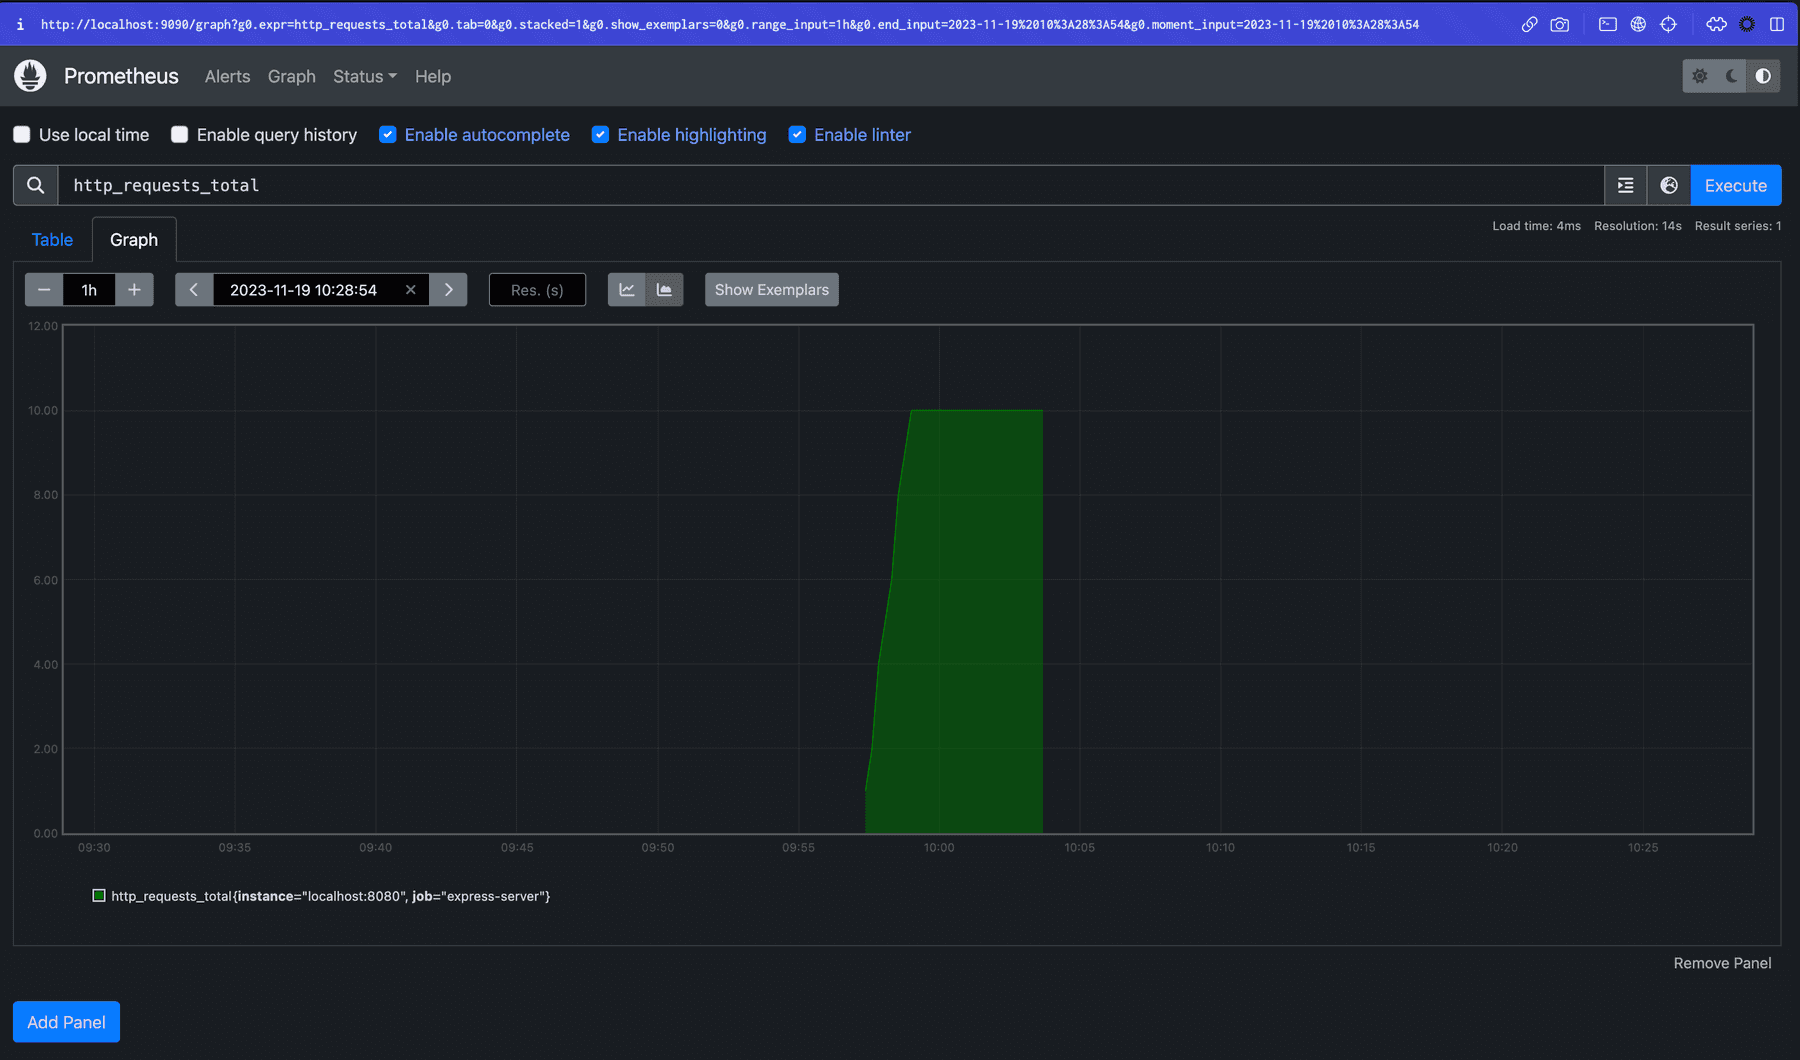 i http://localhost:9090/graph?g0.expr=http_requests_total&g0.tab=0&g0.stacked=1&g0.show_exemplars=0&g0.range_input=1h&g0.end_input=2023-11-19%2010%3A28%3A54&g0.moment_input=2023-11-19%2010%3A28%3A54
Prometheus Alerts Graph Status Help
Use local time Enable query history Enable autocomplete Enable highlighting Enable linter
http_requests_total Execute
Load time: 4ms Resolution: 14s Result series: 1
Table Graph
− 1h + 2023-11-19 10:28:54 × Res. (s) Show Exemplars
12.00
10.00
8.00
6.00
4.00
2.00
0.00
09:30 09:35 09:40 09:45 09:50 09:55 10:00 10:05 10:10 10:15 10:20 10:25
http_requests_total{instance="localhost:8080", job="express-server"}
Remove Panel
Add Panel